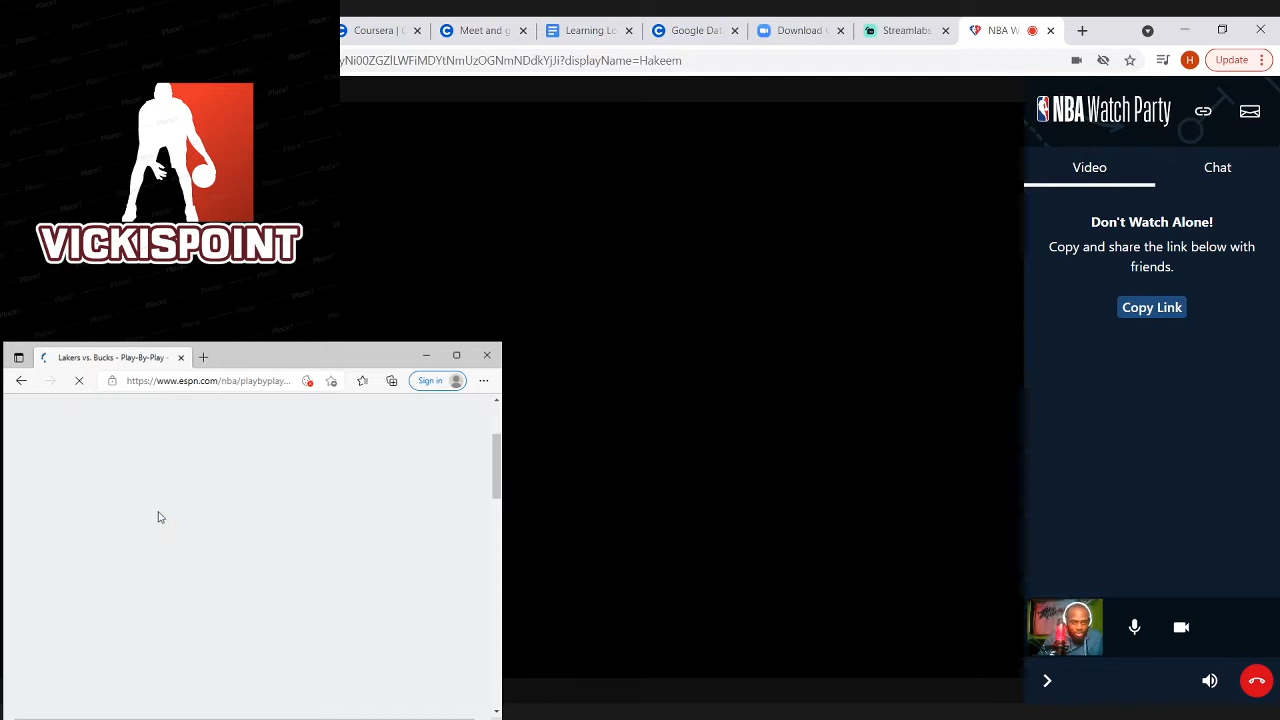 Coursera | C
Meet and g
Learning Lo
Google Dat
Download C
Streamlabs
NBA W
yNi00ZGZlLWFiMDYtNmUzOGNmNDdkYjJi?displayName=Hakeem
H
Update
VICKISPOINT
NBA Watch Party
Video
Chat
Don't Watch Alone!
Copy and share the link below with
friends.
Copy Link
Lakers vs. Bucks - Play-By-Play -
https://www.espn.com/nba/playbyplay...
Sign in